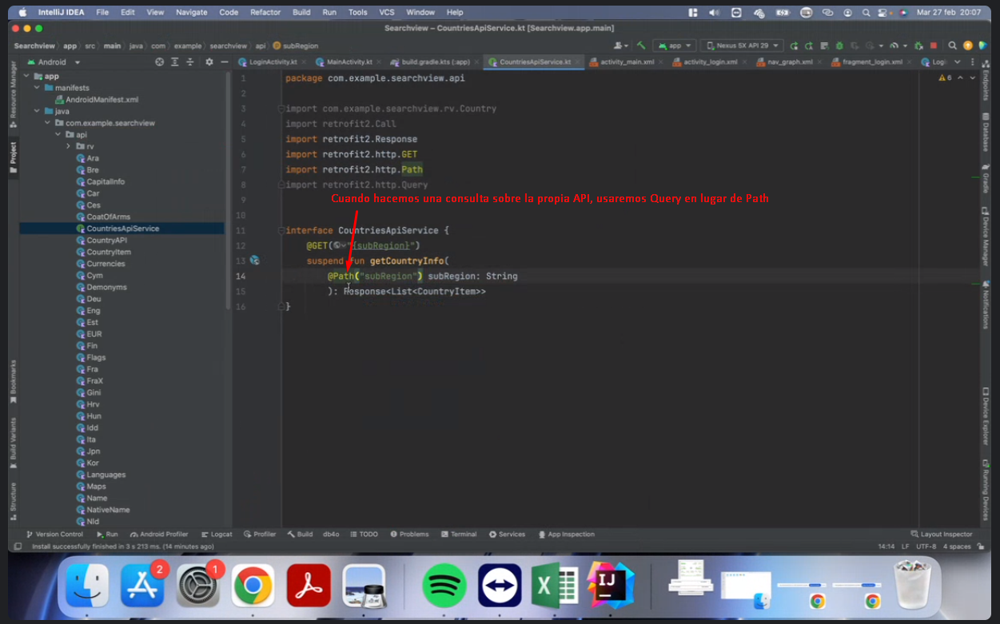 IntelliJ IDEA File Edit View Navigate Code Refactor Build Run Tools VCS Window Help Mar 27 feb 20:07
Searchview – CountriesApiService.kt [Searchview.app.main]
Searchview app src main java com example searchview api subRegion app Nexus 5X API 29
Android LoginActivity.kt MainActivity.kt build.gradle.kts (:app) CountriesApiService.kt activity_main.xml activity_login.xml nav_graph.xml fragment_login.xml Logi
app
manifests
AndroidManifest.xml
java
com.example.searchview
api
rv
Ara
Bre
CapitalInfo
Car
Ces
CoatOfArms
CountriesApiService
CountryAPI
CountryItem
Currencies
Cym
Demonyms
Deu
Eng
Est
EUR
Fin
Flags
Fra
FraX
Gini
Hrv
Hun
Idd
Ita
Jpn
Kor
Languages
Maps
Name
NativeName
Nld
1 package com.example.searchview.api
2
3 import com.example.searchview.rv.Country
4 import retrofit2.Call
5 import retrofit2.Response
6 import retrofit2.http.GET
7 import retrofit2.http.Path
8 import retrofit2.http.Query
9
Cuando hacemos una consulta sobre la propia API, usaremos Query en lugar de Path
10
11 interface CountriesApiService {
12 @GET("{subRegion}")
13 suspend fun getCountryInfo(
14 @Path("subRegion") subRegion: String
15 ): Response<List<CountryItem>>
16 }
6
Resource Manager
Project
Bookmarks
Build Variants
Structure
Endpoints
Database
Gradle
Device Manager
Notifications
Device Explorer
Running Devices
Version Control Run Android Profiler Logcat Profiler Build db4o TODO Problems Terminal Services App Inspection Layout Inspector
Install successfully finished in 3 s 213 ms. (14 minutes ago) 14:14 LF UTF-8 4 spaces
2 1
IJ